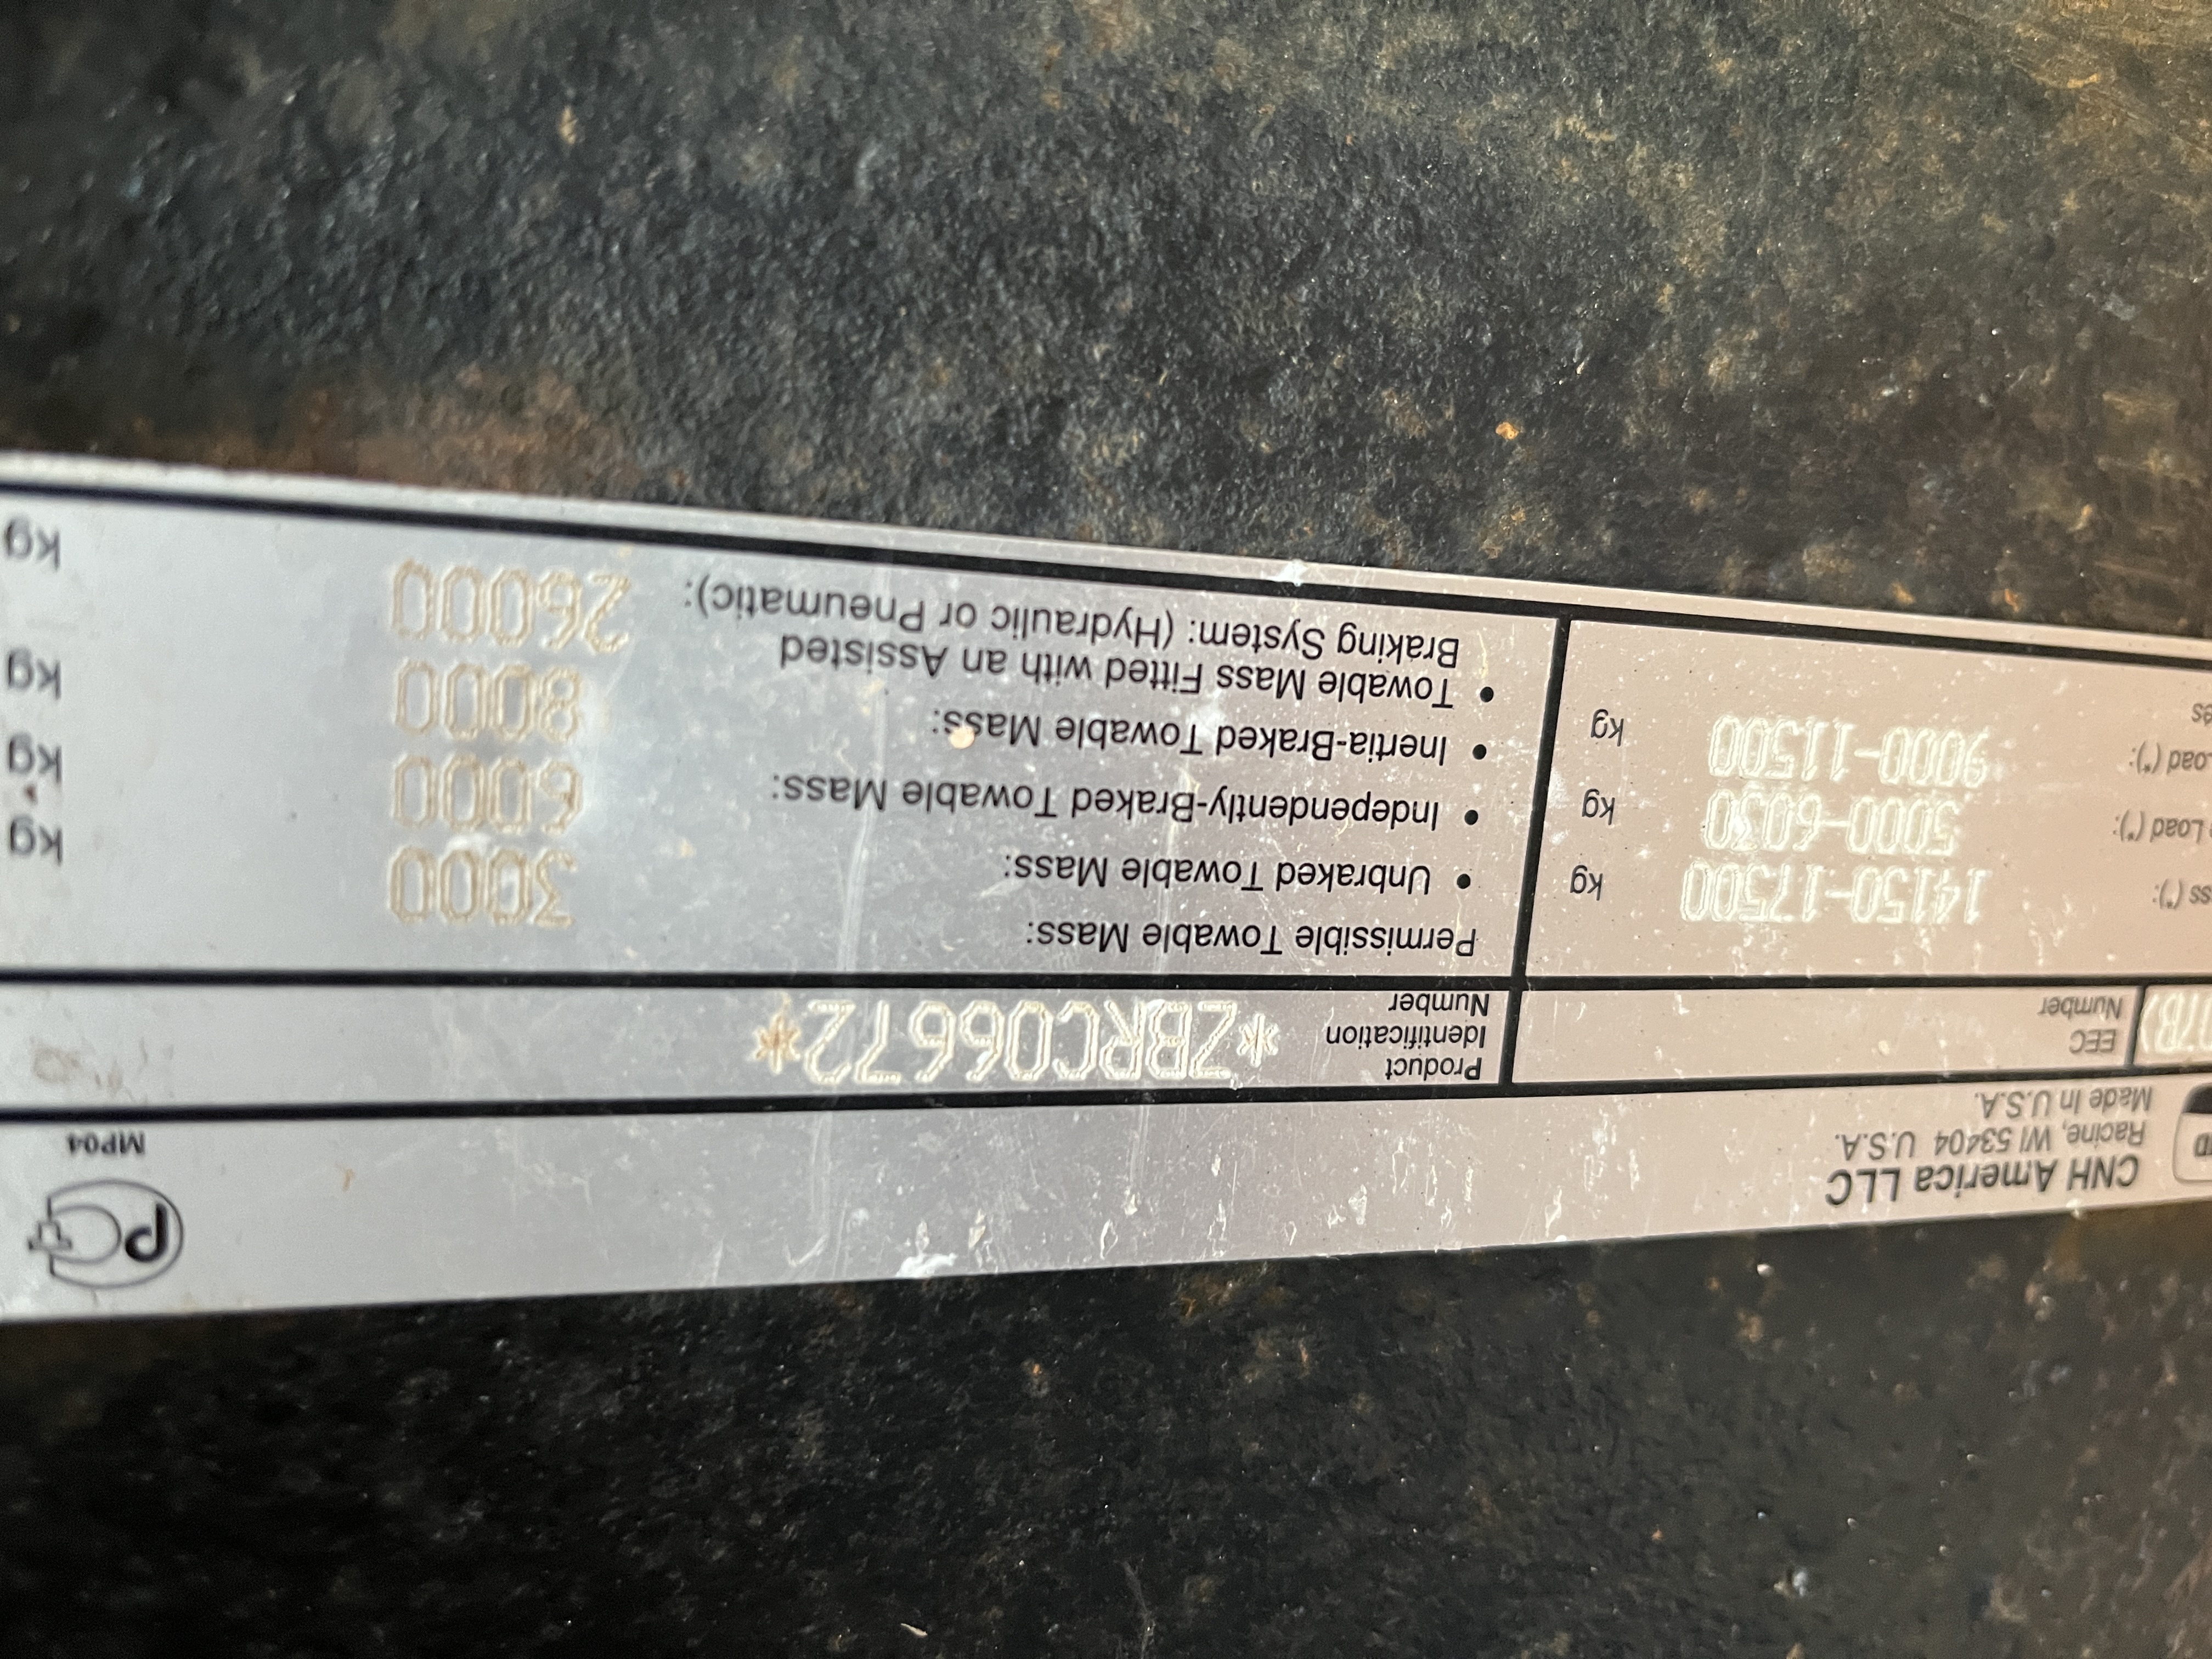 CNH America LLC
Racine, WI 53404 U.S.A.
Made In U.S.A.
PC
MP04
EEC
Number
Product
Identification
Number
*ZBRC06672*
14150-17500 kg
Load (*): 5000-6030 kg
Load (*): 9000-11500 kg
Permissible Towable Mass:
• Unbraked Towable Mass: 3000 kg
• Independently-Braked Towable Mass: 6000 kg
• Inertia-Braked Towable Mass: 8000 kg
• Towable Mass Fitted with an Assisted
Braking System: (Hydraulic or Pneumatic): 26000 kg